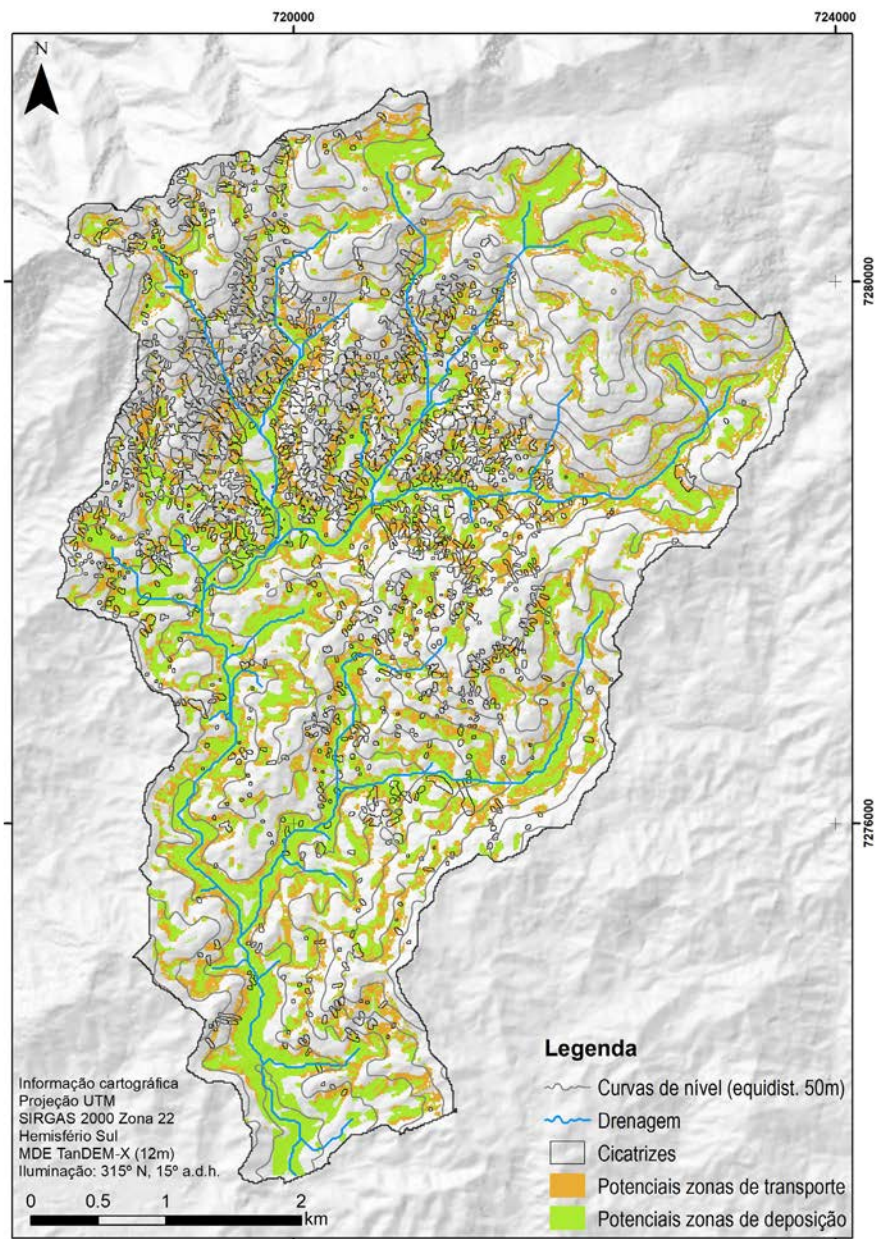 720000
724000
N
7280000
7276000
Legenda
Curvas de nível (equidist. 50m)
Drenagem
Cicatrizes
Potenciais zonas de transporte
Potenciais zonas de deposição
Informação cartográfica
Projeção UTM
SIRGAS 2000 Zona 22
Hemisfério Sul
MDE TanDEM-X (12m)
Iluminação: 315º N, 15º a.d.h.
0 0.5 1 2
km